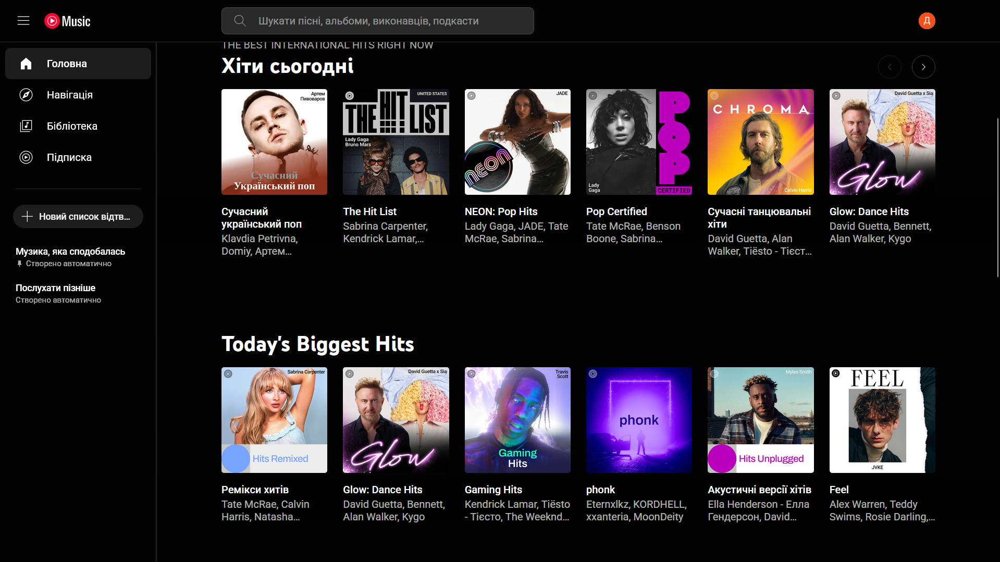 Music
Шукати пісні, альбоми, виконавців, подкасти
Д
Головна
Навігація
Бібліотека
Підписка
Новий список відтв...
Музика, яка сподобалась
Створено автоматично
Послухати пізніше
Створено автоматично
THE BEST INTERNATIONAL HITS RIGHT NOW
Хіти сьогодні
Артем
Пивоваров
Сучасний
Український поп
UNITED STATES
THE HIT LIST
Lady Gaga
Bruno Mars
JADE
NEON
POP
Lady
Gaga
CERTIFIED
CHROMA
Calvin Harris
David Guetta x Sia
Glow
Сучасний
український поп
Klavdia Petrivna,
Domiy, Артем...
The Hit List
Sabrina Carpenter,
Kendrick Lamar,...
NEON: Pop Hits
Lady Gaga, JADE, Tate
McRae, Sabrina...
Pop Certified
Tate McRae, Benson
Boone, Sabrina...
Сучасні танцювальні
хіти
David Guetta, Alan
Walker, Tiësto - Тієст...
Glow: Dance Hits
David Guetta, Bennett,
Alan Walker, Kygo
Today's Biggest Hits
Sabrina Carpenter
Hits Remixed
David Guetta x Sia
Glow
Travis
Scott
Gaming
Hits
phonk
Myles Smith
Hits Unplugged
FEEL
JVKE
Ремікси хитів
Tate McRae, Calvin
Harris, Natasha...
Glow: Dance Hits
David Guetta, Bennett,
Alan Walker, Kygo
Gaming Hits
Kendrick Lamar, Tiësto
- Тієсто, The Weeknd...
phonk
Eternxlkz, KORDHELL,
xxanteria, MoonDeity
Акустичні версії хітів
Ella Henderson - Елла
Гендерсон, David...
Feel
Alex Warren, Teddy
Swims, Rosie Darling,...